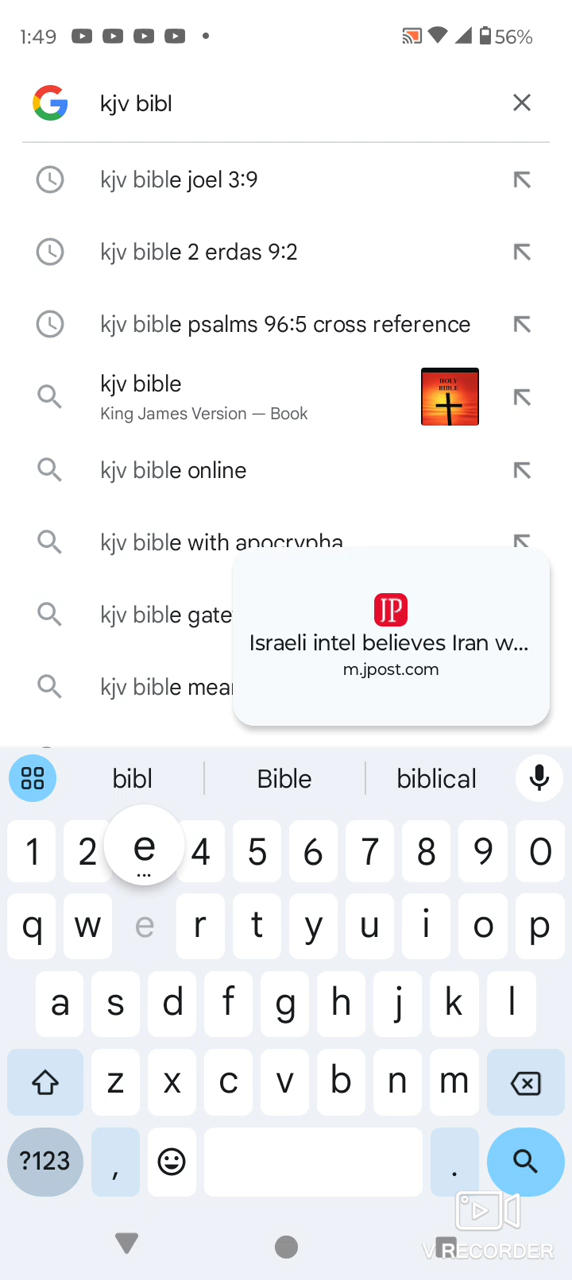 1:49 56%
kjv bibl
kjv bible joel 3:9
kjv bible 2 erdas 9:2
kjv bible psalms 96:5 cross reference
kjv bible
King James Version — Book
HOLY
BIBLE
kjv bible online
kjv bible with apocrypha
kjv bible gate
kjv bible mea
JP
Israeli intel believes Iran w...
m.jpost.com
bibl Bible biblical
1 2 e 4 5 6 7 8 9 0
q w e r t y u i o p
a s d f g h j k l
z x c v b n m
?123 , .
VRECORDER